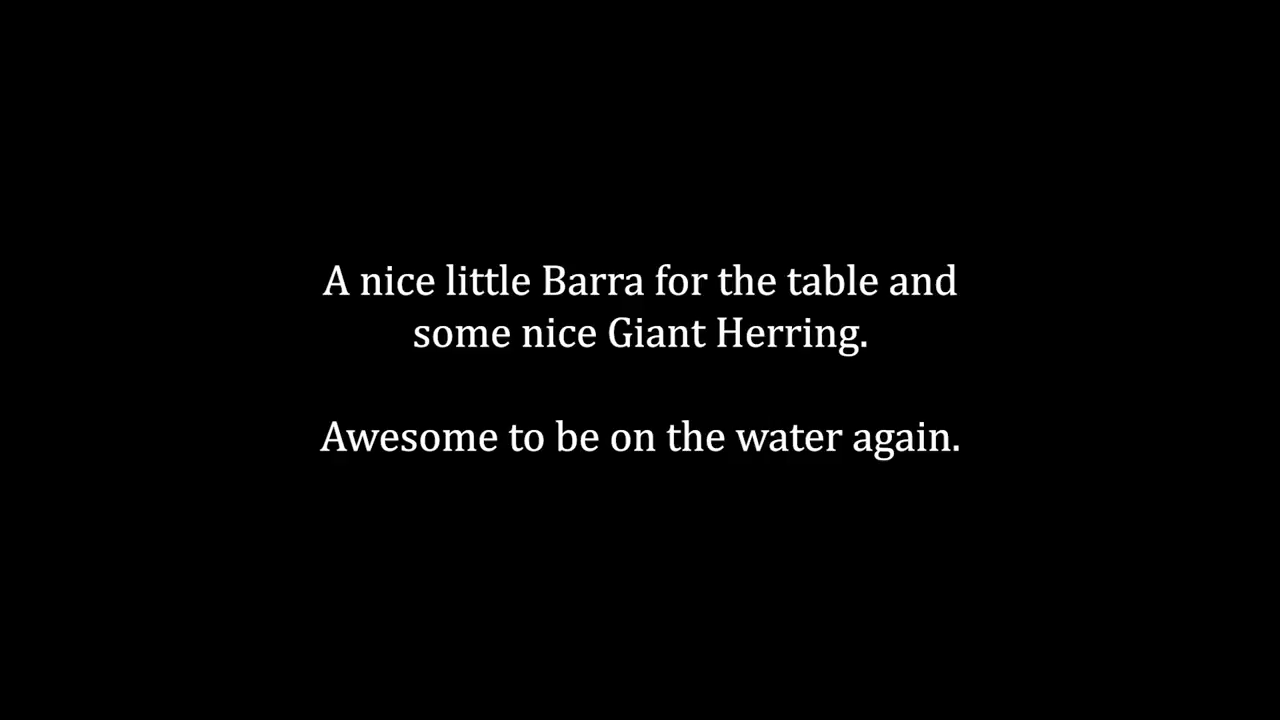 A nice little Barra for the table and
some nice Giant Herring.
Awesome to be on the water again.